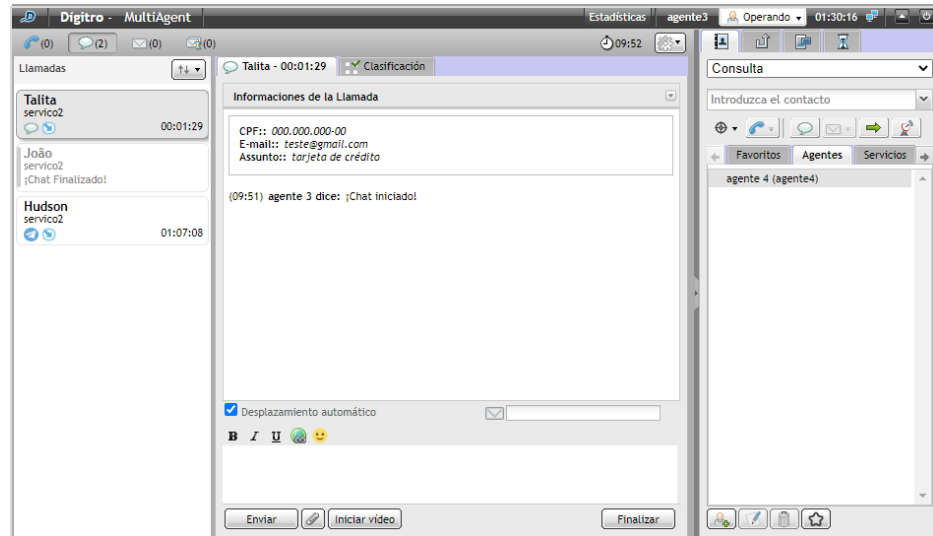 Dígitro - MultiAgent
Estadísticas agente3 Operando 01:30:16
(0) (2) (0) (0)
09:52
Llamadas
Talita
servico2
00:01:29
João
servico2
¡Chat Finalizado!
Hudson
servico2
01:07:08
Talita - 00:01:29 Clasificación
Informaciones de la Llamada
CPF:: 000.000.000-00
E-mail:: teste@gmail.com
Assunto:: tarjeta de crédito
(09:51) agente 3 dice: ¡Chat iniciado!
Desplazamiento automático
B I U
Enviar Iniciar vídeo Finalizar
Consulta
Introduzca el contacto
Favoritos Agentes Servicios
agente 4 (agente4)